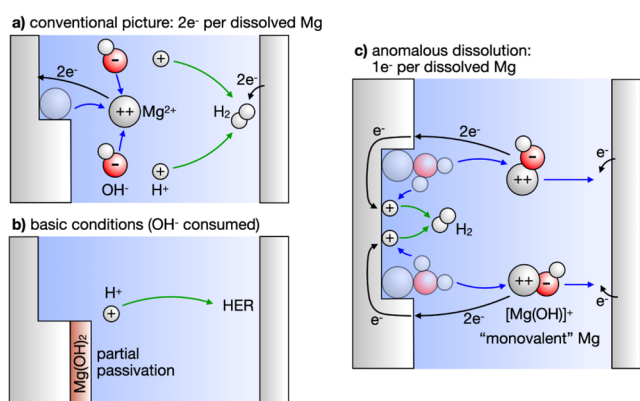 a) conventional picture: 2e- per dissolved Mg
2e-
++
Mg2+
-
-
OH-
+
+
H+
H2
2e-
b) basic conditions (OH- consumed)
H+
+
HER
Mg(OH)2
partial
passivation
c) anomalous dissolution:
1e- per dissolved Mg
e-
2e-
-
++
e-
+
+
H2
++
-
e-
2e-
e-
[Mg(OH)]+
“monovalent” Mg